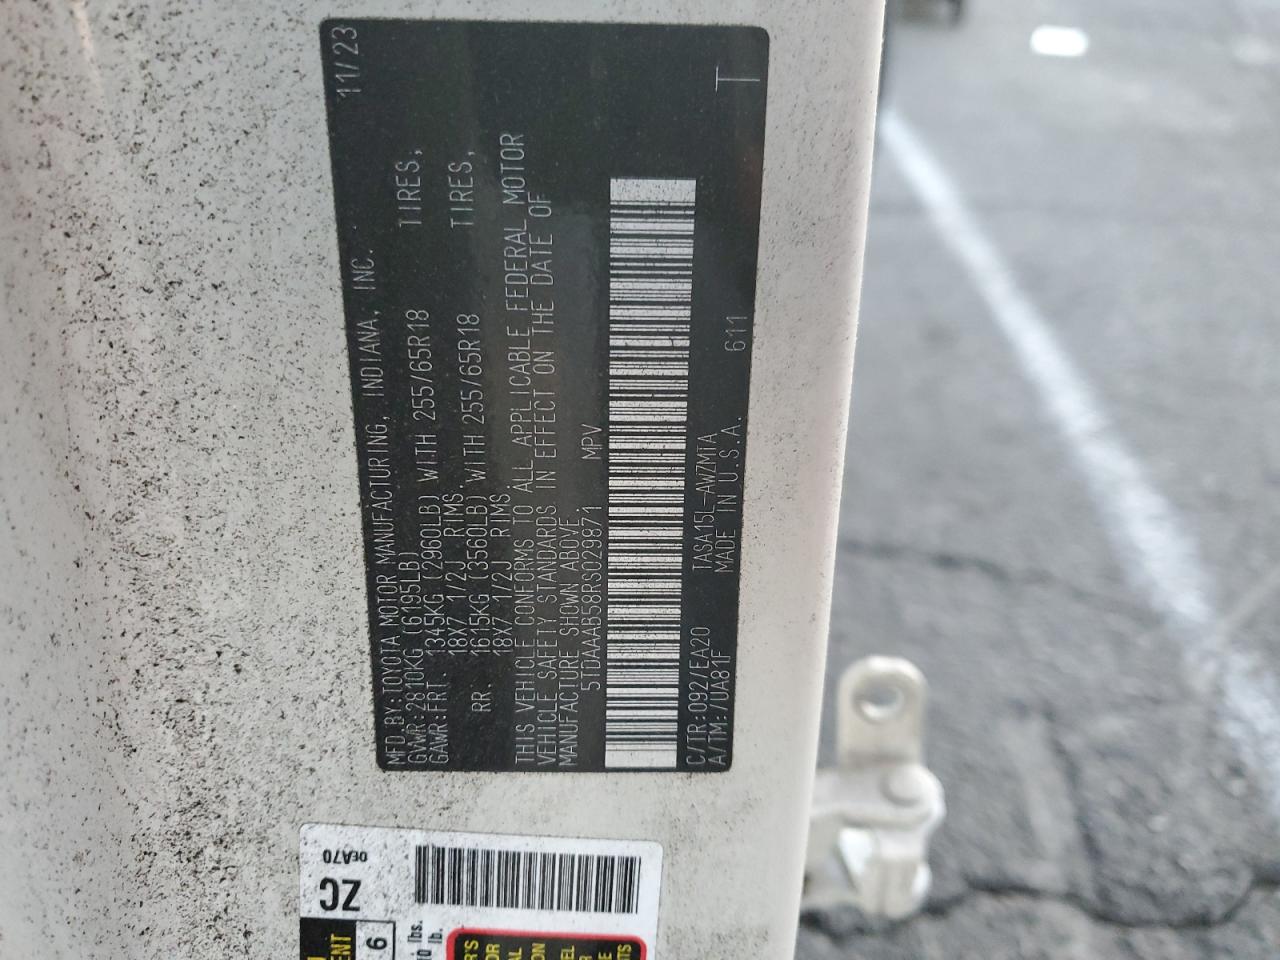 MFD.BY:TOYOTA MOTOR MANUFACTURING, INDIANA, INC. 11/23
GVWR:2810KG (6195LB)
GAWR:FRT. 1345KG (2960LB) WITH 255/65R18 TIRES,
18X7 1/2J RIMS,
RR. 1615KG (3560LB) WITH 255/65R18 TIRES,
18X7 1/2J RIMS
THIS VEHICLE CONFORMS TO ALL APPLICABLE FEDERAL MOTOR
VEHICLE SAFETY STANDARDS IN EFFECT ON THE DATE OF
MANUFACTURE SHOWN ABOVE.
5TDAAAB58RS029871 MPV
C/TR:092/EA20 TASA15L-AWZMTA
A/TM:/UA81F MADE IN U.S.A. 611 T
0EA70
ZC
6
lbs.
lb.